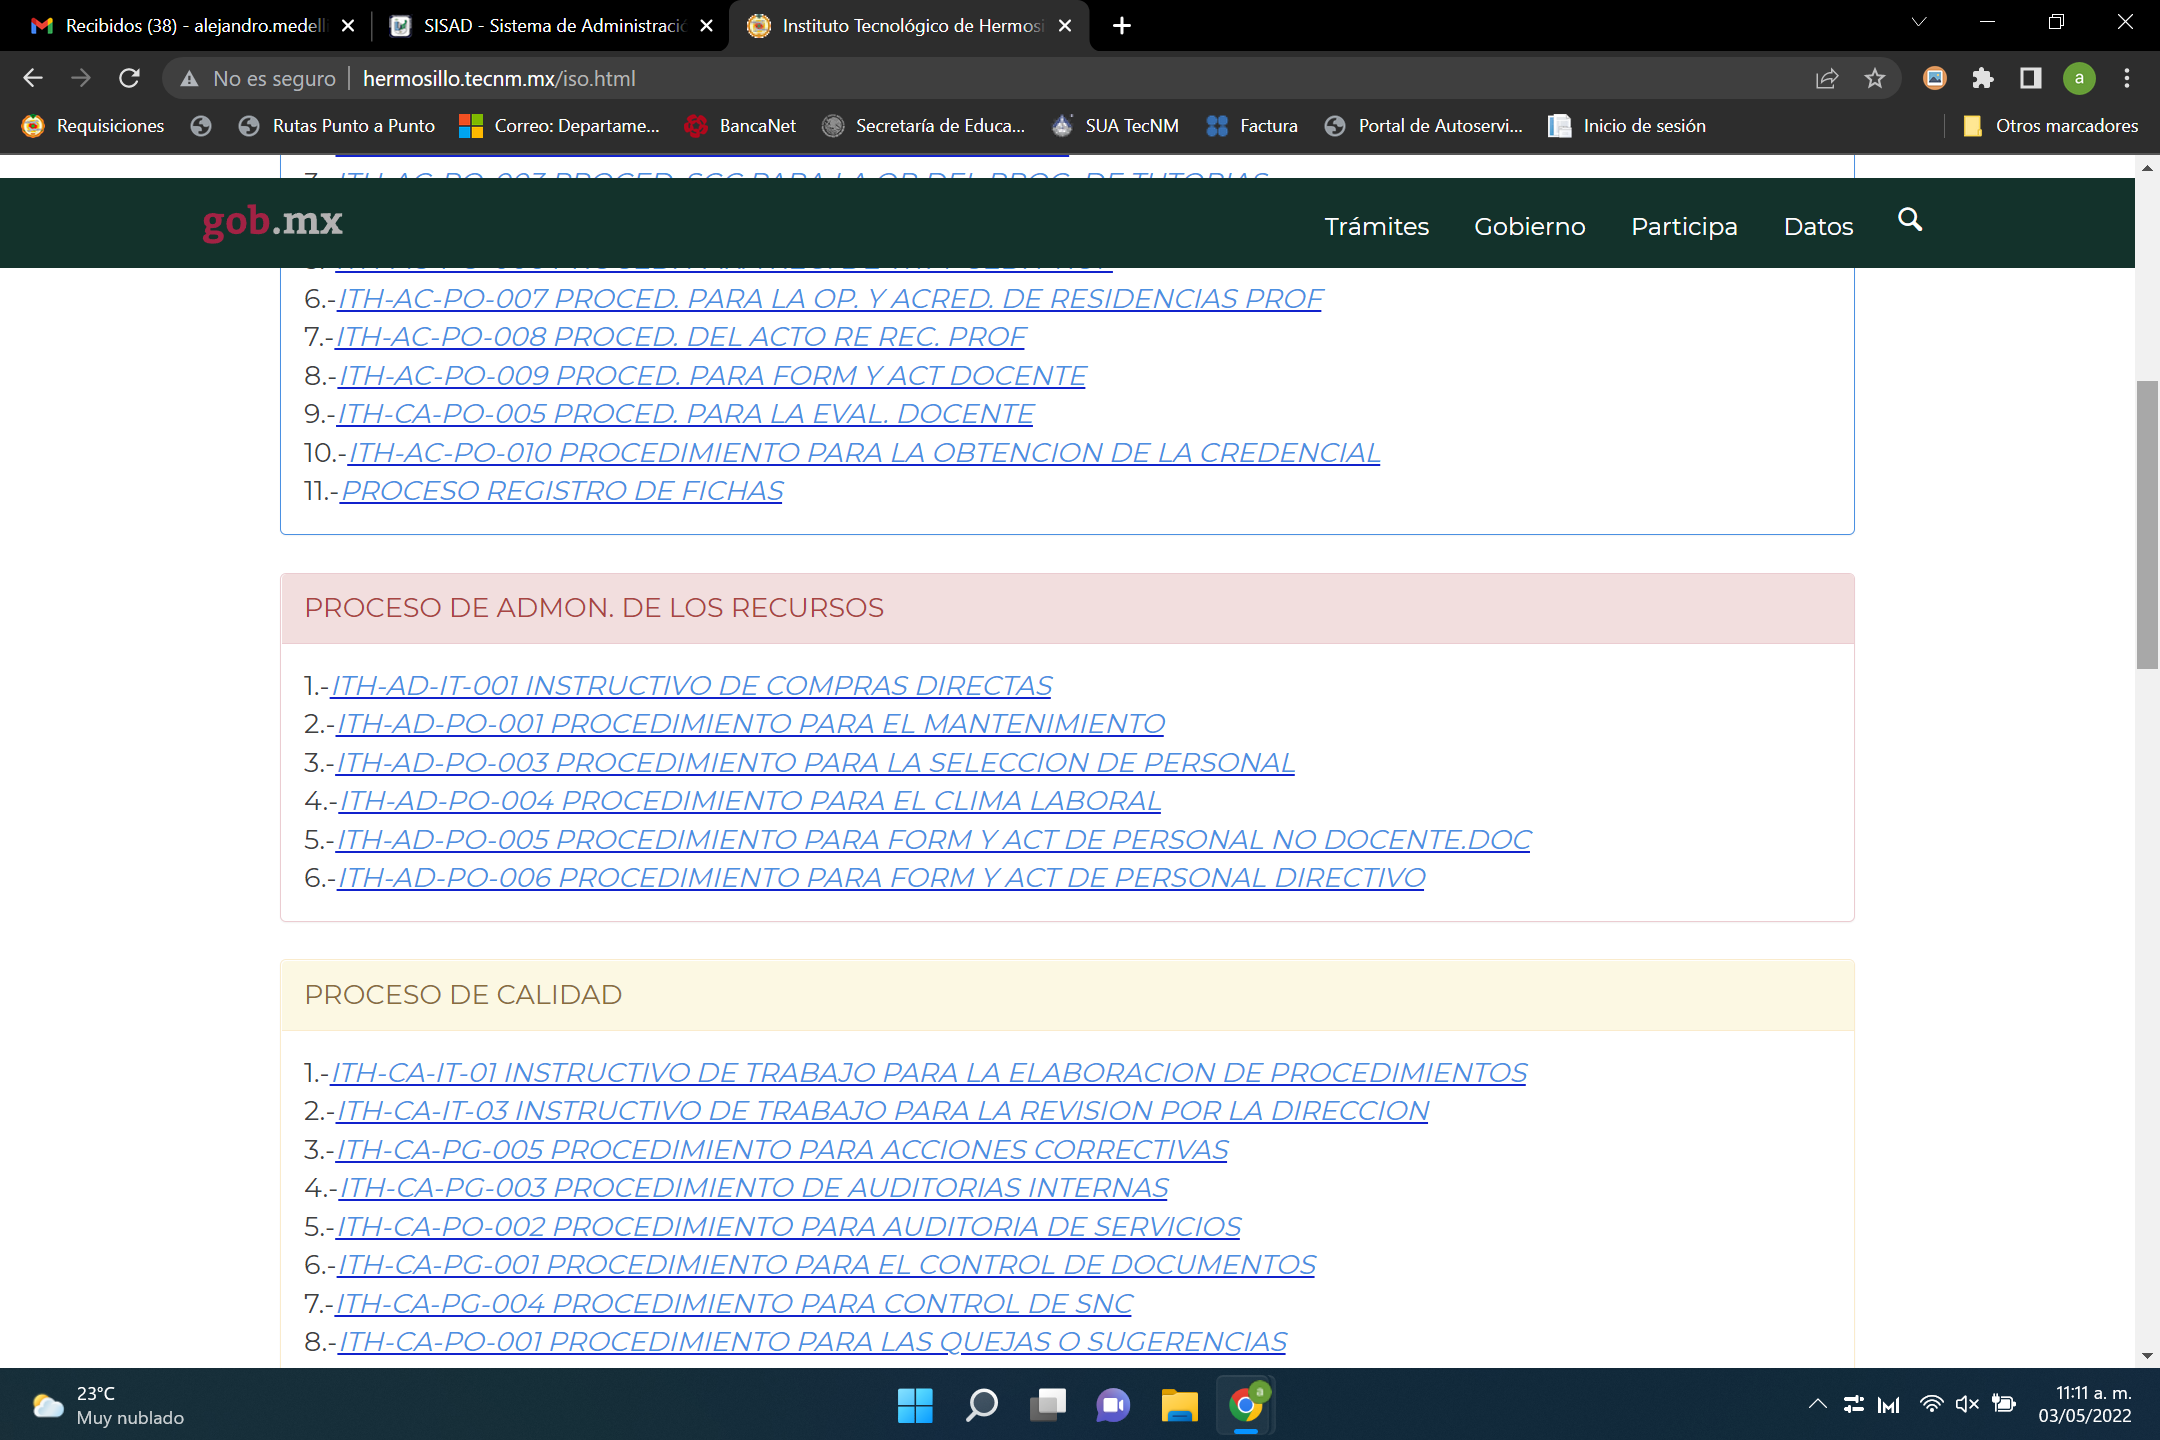 Recibidos (38) - alejandro.medelli
SISAD - Sistema de Administració
Instituto Tecnológico de Hermosi
No es seguro
hermosillo.tecnm.mx/iso.html
a
Requisiciones
Rutas Punto a Punto
Correo: Departame...
BancaNet
Secretaría de Educa...
SUA TecNM
Factura
Portal de Autoservi...
Inicio de sesión
Otros marcadores
gob.mx
Trámites
Gobierno
Participa
Datos
6.-ITH-AC-PO-007 PROCED. PARA LA OP. Y ACRED. DE RESIDENCIAS PROF
7.-ITH-AC-PO-008 PROCED. DEL ACTO RE REC. PROF
8.-ITH-AC-PO-009 PROCED. PARA FORM Y ACT DOCENTE
9.-ITH-CA-PO-005 PROCED. PARA LA EVAL. DOCENTE
10.-ITH-AC-PO-010 PROCEDIMIENTO PARA LA OBTENCION DE LA CREDENCIAL
11.-PROCESO REGISTRO DE FICHAS
PROCESO DE ADMON. DE LOS RECURSOS
1.-ITH-AD-IT-001 INSTRUCTIVO DE COMPRAS DIRECTAS
2.-ITH-AD-PO-001 PROCEDIMIENTO PARA EL MANTENIMIENTO
3.-ITH-AD-PO-003 PROCEDIMIENTO PARA LA SELECCION DE PERSONAL
4.-ITH-AD-PO-004 PROCEDIMIENTO PARA EL CLIMA LABORAL
5.-ITH-AD-PO-005 PROCEDIMIENTO PARA FORM Y ACT DE PERSONAL NO DOCENTE.DOC
6.-ITH-AD-PO-006 PROCEDIMIENTO PARA FORM Y ACT DE PERSONAL DIRECTIVO
PROCESO DE CALIDAD
1.-ITH-CA-IT-01 INSTRUCTIVO DE TRABAJO PARA LA ELABORACION DE PROCEDIMIENTOS
2.-ITH-CA-IT-03 INSTRUCTIVO DE TRABAJO PARA LA REVISION POR LA DIRECCION
3.-ITH-CA-PG-005 PROCEDIMIENTO PARA ACCIONES CORRECTIVAS
4.-ITH-CA-PG-003 PROCEDIMIENTO DE AUDITORIAS INTERNAS
5.-ITH-CA-PO-002 PROCEDIMIENTO PARA AUDITORIA DE SERVICIOS
6.-ITH-CA-PG-001 PROCEDIMIENTO PARA EL CONTROL DE DOCUMENTOS
7.-ITH-CA-PG-004 PROCEDIMIENTO PARA CONTROL DE SNC
8.-ITH-CA-PO-001 PROCEDIMIENTO PARA LAS QUEJAS O SUGERENCIAS
23°C
Muy nublado
a
11:11 a. m.
03/05/2022